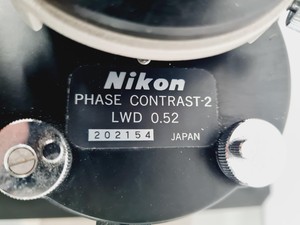 Nikon
PHASE CONTRAST-2
LWD 0.52
202154 JAPAN